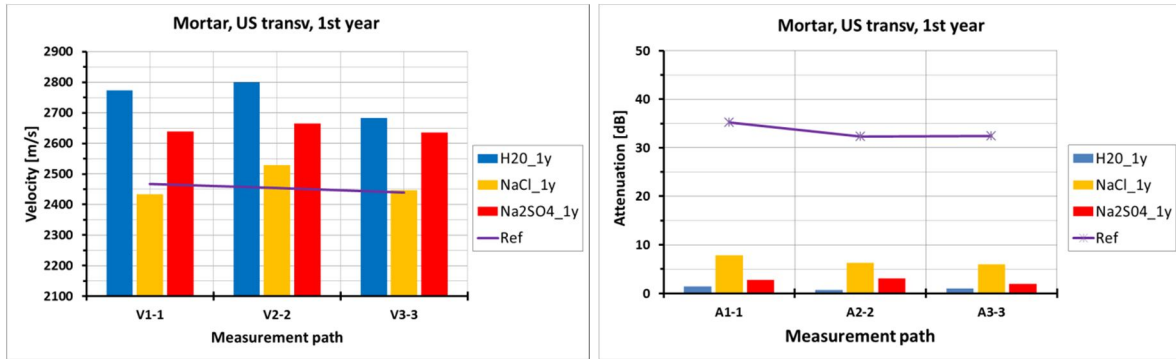 Mortar, US transv, 1st year
Velocity [m/s]
2900
2800
2700
2600
2500
2400
2300
2200
2100
V1-1
V2-2
V3-3
Measurement path
H20_1y
NaCl_1y
Na2SO4_1y
Ref
Mortar, US transv, 1st year
Attenuation [dB]
50
40
30
20
10
0
A1-1
A2-2
A3-3
Measurement path
H20_1y
NaCl_1y
Na2S04_1y
Ref